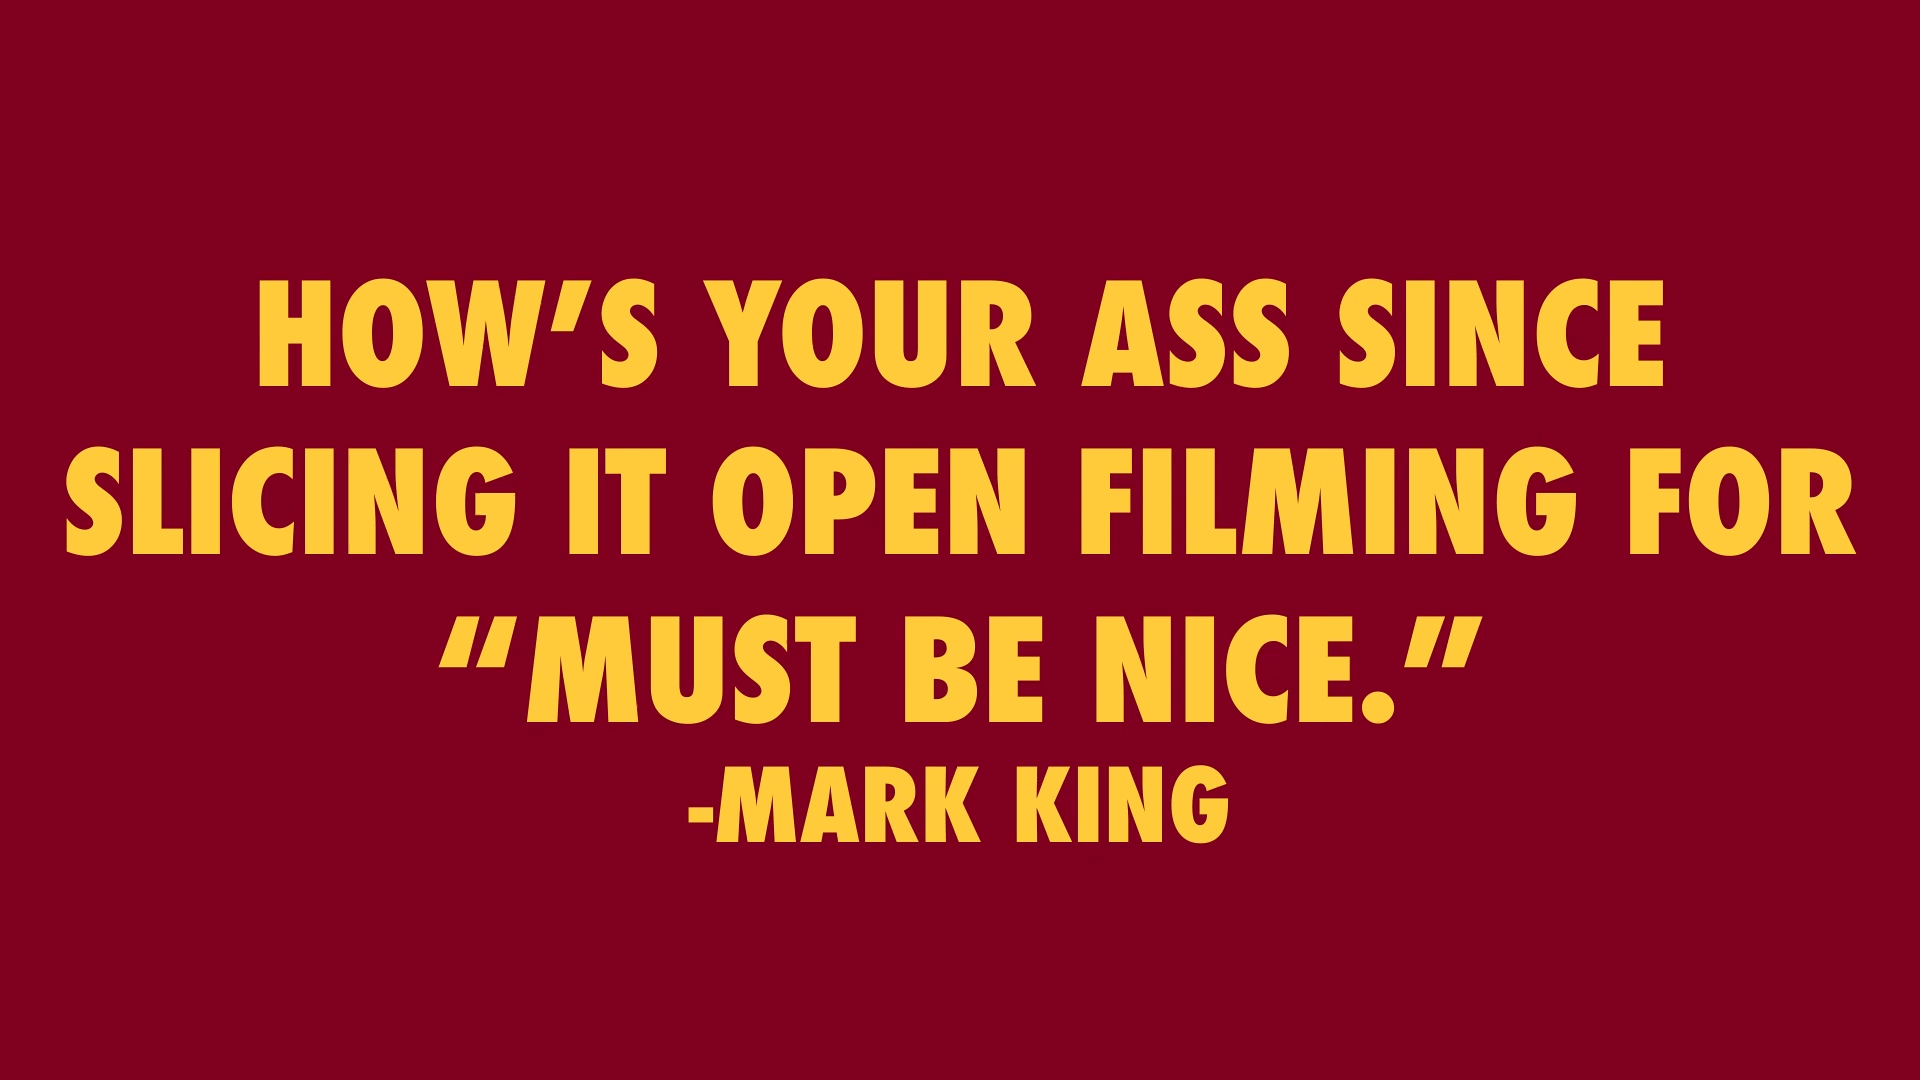 HOW’S YOUR ASS SINCE
SLICING IT OPEN FILMING FOR
“MUST BE NICE.”
-MARK KING